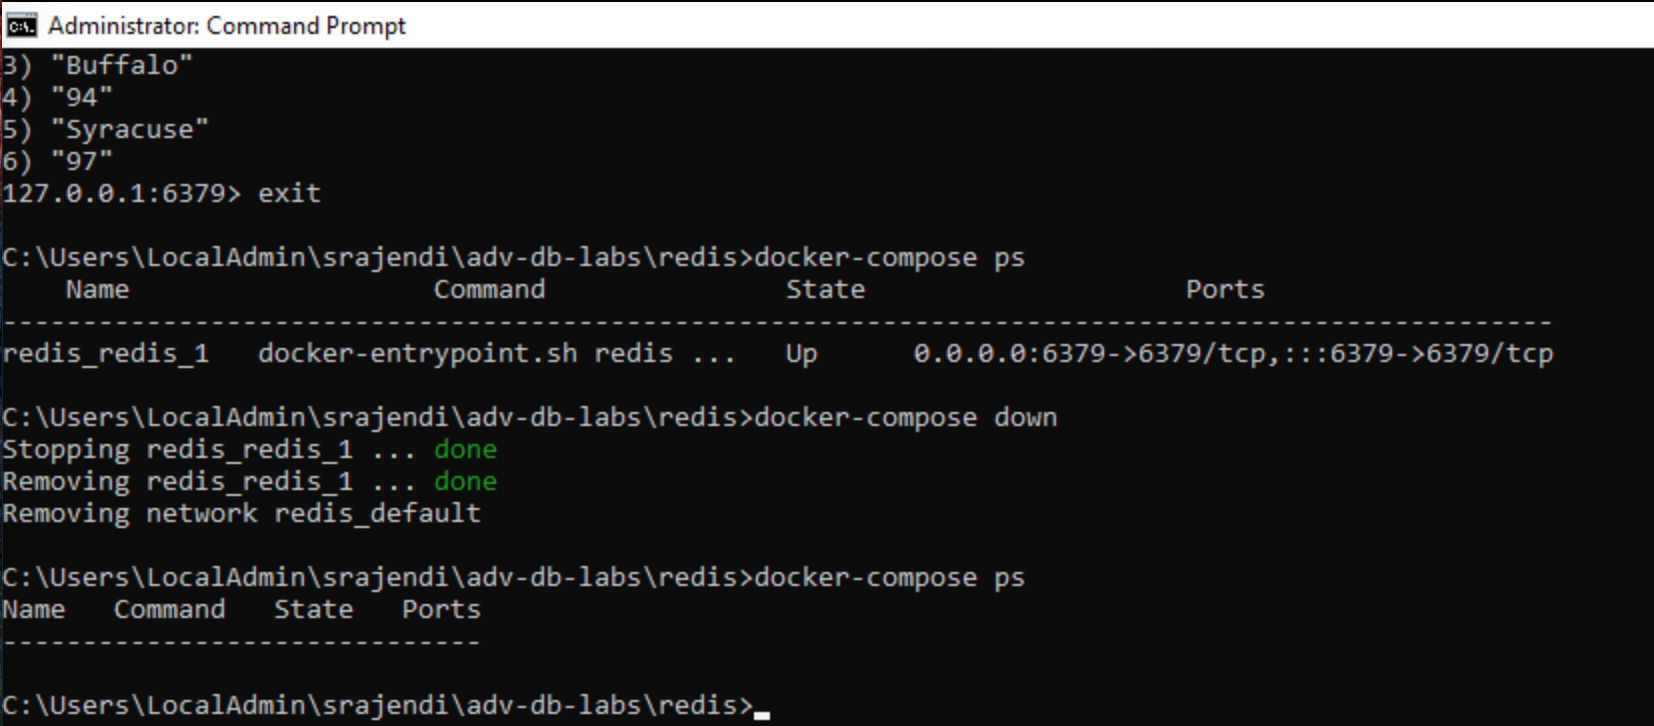 Administrator: Command Prompt
3) "Buffalo"
4) "94"
5) "Syracuse"
6) "97"
127.0.0.1:6379> exit
C:\Users\LocalAdmin\srajendi\adv-db-labs\redis>docker-compose ps
Name Command State Ports
--------------------------------------------------------------------------------------------------
redis_redis_1 docker-entrypoint.sh redis ... Up 0.0.0.0:6379->6379/tcp,:::6379->6379/tcp
C:\Users\LocalAdmin\srajendi\adv-db-labs\redis>docker-compose down
Stopping redis_redis_1 ... done
Removing redis_redis_1 ... done
Removing network redis_default
C:\Users\LocalAdmin\srajendi\adv-db-labs\redis>docker-compose ps
Name Command State Ports
------------------------------
C:\Users\LocalAdmin\srajendi\adv-db-labs\redis>